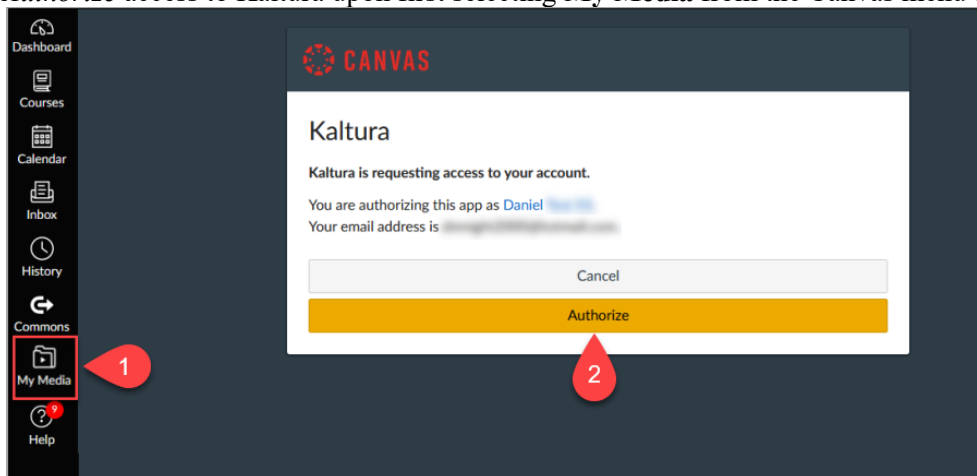 authorize access to Kaltura upon first selecting My Media from the Canvas menu
Dashboard
Courses
Calendar
Inbox
History
Commons
My Media
9
Help
1
CANVAS
Kaltura
Kaltura is requesting access to your account.
You are authorizing this app as Daniel
Your email address is
Cancel
Authorize
2